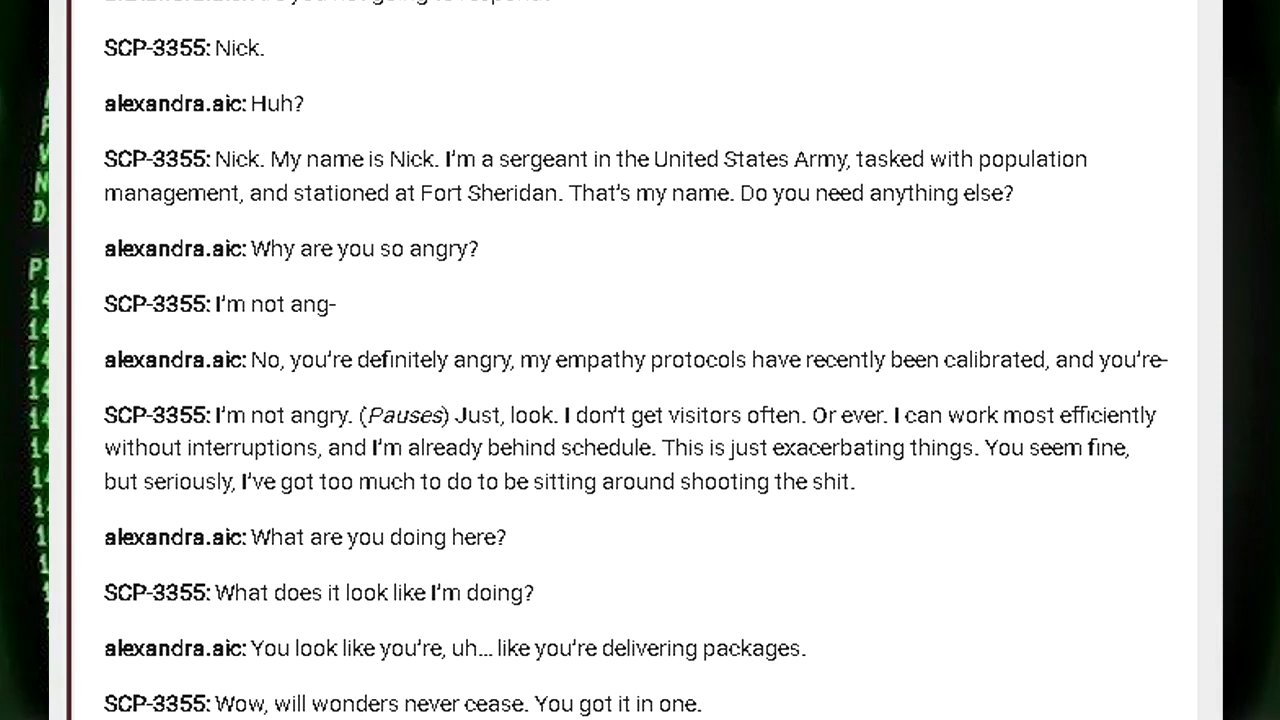 SCP-3355: Nick.
alexandra.aic: Huh?
SCP-3355: Nick. My name is Nick. I'm a sergeant in the United States Army, tasked with population
management, and stationed at Fort Sheridan. That's my name. Do you need anything else?
alexandra.aic: Why are you so angry?
SCP-3355: I'm not ang-
alexandra.aic: No, you're definitely angry, my empathy protocols have recently been calibrated, and you're-
SCP-3355: I'm not angry. (Pauses) Just, look. I don't get visitors often. Or ever. I can work most efficiently
without interruptions, and I'm already behind schedule. This is just exacerbating things. You seem fine,
but seriously, I've got too much to do to be sitting around shooting the shit.
alexandra.aic: What are you doing here?
SCP-3355: What does it look like I'm doing?
alexandra.aic: You look like you're, uh... like you're delivering packages.
SCP-3355: Wow, will wonders never cease. You got it in one.